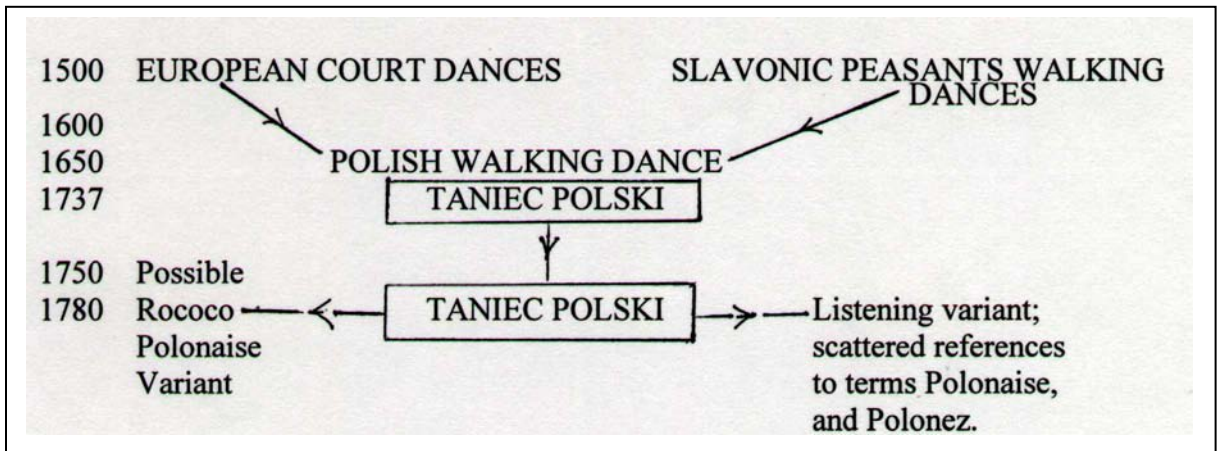 1500 EUROPEAN COURT DANCES SLAVONIC PEASANTS WALKING
DANCES
1600
1650 POLISH WALKING DANCE
1737 TANIEC POLSKI
1750 Possible
1780 Rococo TANIEC POLSKI Listening variant;
Polonaise scattered references
Variant to terms Polonaise,
and Polonez.